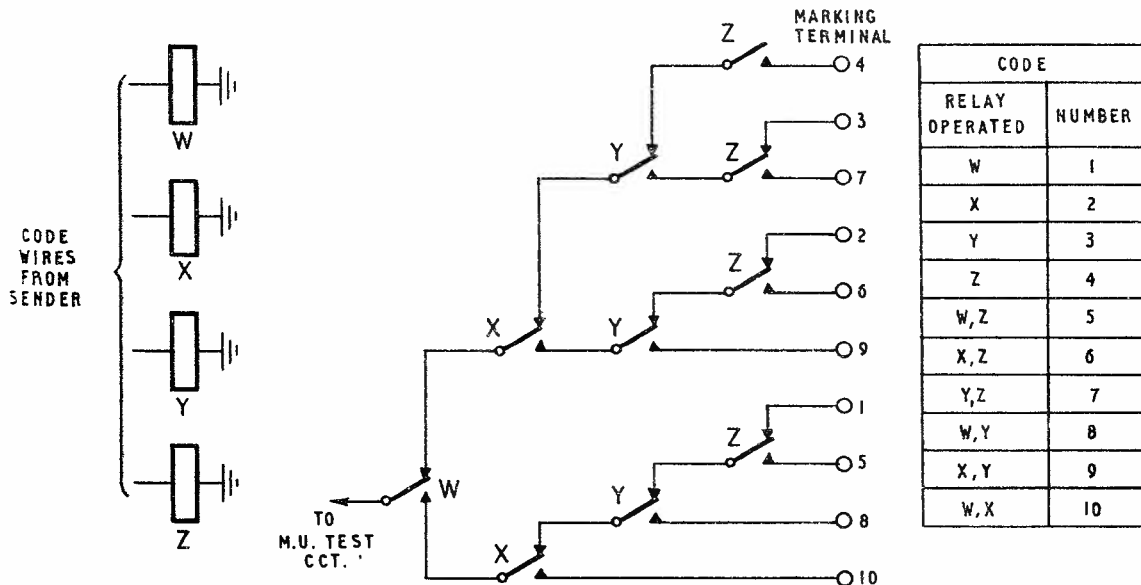 CODE
WIRES
FROM
SENDER
W
X
Y
Z
MARKING
TERMINAL
Z
4
3
Y
Z
7
2
Z
6
X
Y
9
1
Z
5
W
Y
8
TO
M.U. TEST
CCT.
X
10
CODE
RELAY OPERATED NUMBER
W 1
X 2
Y 3
Z 4
W,Z 5
X,Z 6
Y,Z 7
W,Y 8
X,Y 9
W,X 10